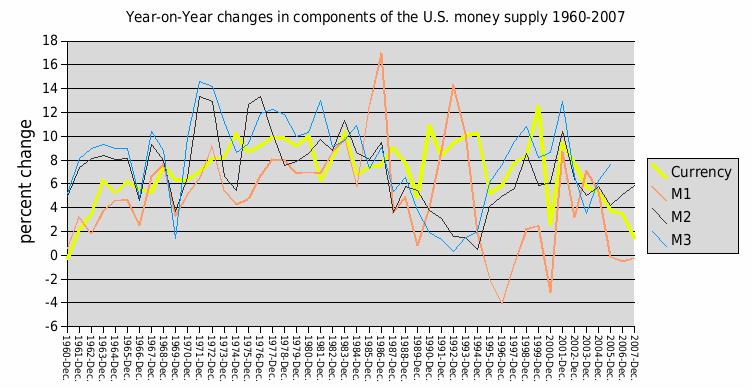 Year-on-Year changes in components of the U.S. money supply 1960-2007
percent change
18
16
14
12
10
8
6
4
2
0
-2
-4
-6
Currency
M1
M2
M3
1960-Dec.
1961-Dec.
1962-Dec.
1963-Dec.
1964-Dec.
1965-Dec.
1966-Dec.
1967-Dec.
1968-Dec.
1969-Dec.
1970-Dec.
1971-Dec.
1972-Dec.
1973-Dec.
1974-Dec.
1975-Dec.
1976-Dec.
1977-Dec.
1978-Dec.
1979-Dec.
1980-Dec.
1981-Dec.
1982-Dec.
1983-Dec.
1984-Dec.
1985-Dec.
1986-Dec.
1987-Dec.
1988-Dec.
1989-Dec.
1990-Dec.
1991-Dec.
1992-Dec.
1993-Dec.
1994-Dec.
1995-Dec.
1996-Dec.
1997-Dec.
1998-Dec.
1999-Dec.
2000-Dec.
2001-Dec.
2002-Dec.
2003-Dec.
2004-Dec.
2005-Dec.
2006-Dec.
2007-Dec.